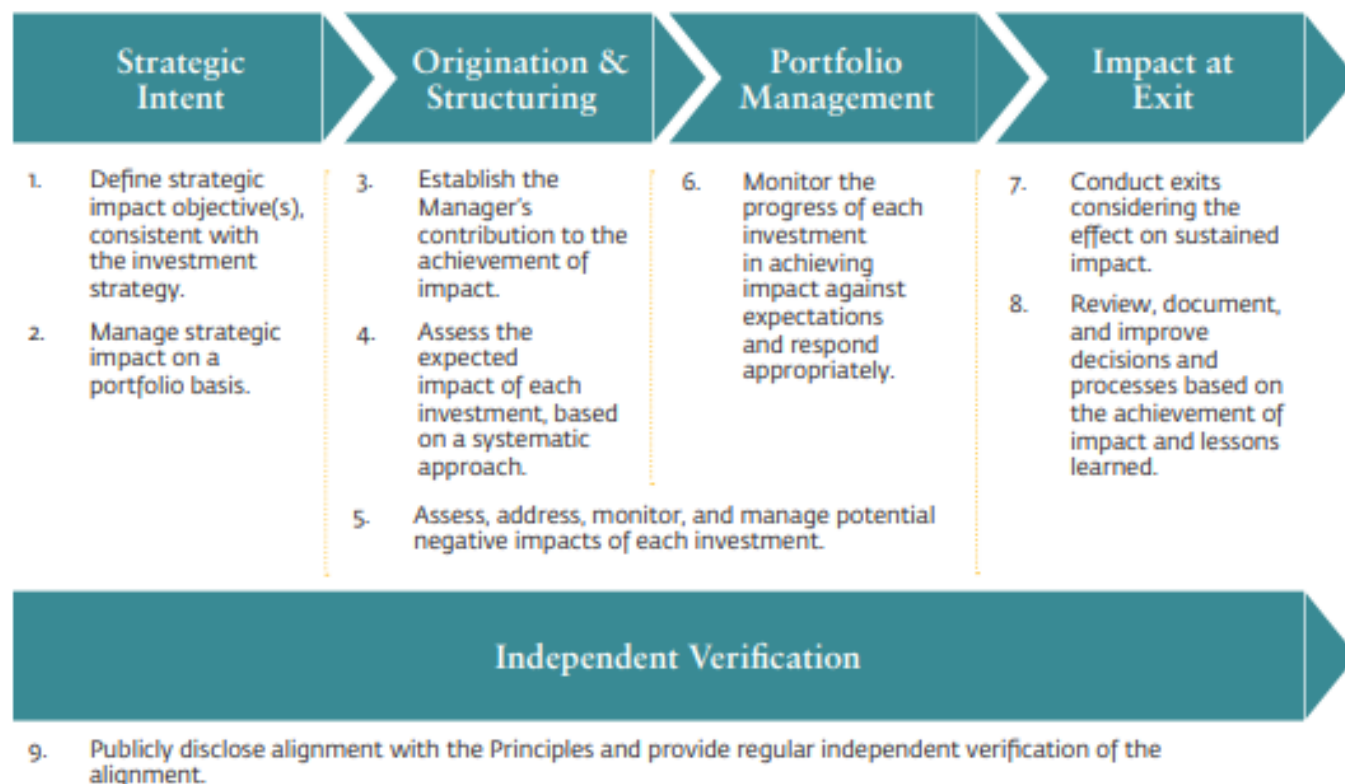 Strategic
Intent
Origination &
Structuring
Portfolio
Management
Impact at
Exit
1. Define strategic
impact objective(s),
consistent with
the investment
strategy.
2. Manage strategic
impact on a
portfolio basis.
3. Establish the
Manager's
contribution to the
achievement of
impact.
4. Assess the
expected
impact of each
investment, based
on a systematic
approach.
6. Monitor the
progress of each
investment
in achieving
impact against
expectations
and respond
appropriately.
5. Assess, address, monitor, and manage potential
negative impacts of each investment.
7. Conduct exits
considering the
effect on sustained
impact.
8. Review, document,
and improve
decisions and
processes based on
the achievement of
impact and lessons
learned.
Independent Verification
9. Publicly disclose alignment with the Principles and provide regular independent verification of the
alignment.